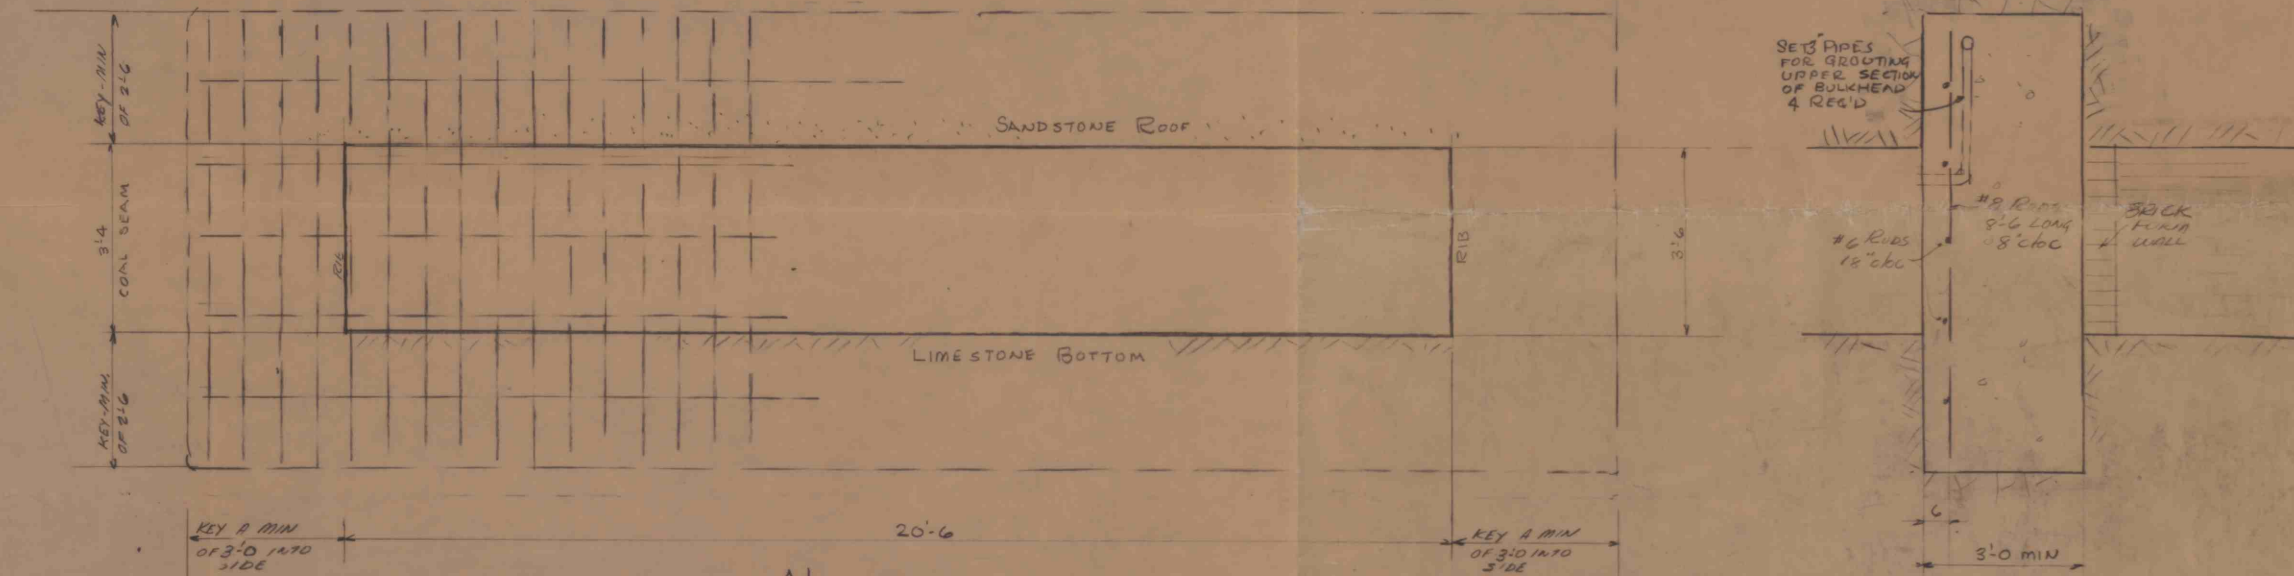 KEY-MIN
OF 2'-6
3'-4
COAL SEAM
KEY-MIN.
OF 2'-6
RIB
SANDSTONE ROOF
LIMESTONE BOTTOM
RIB
3'-6
KEY A MIN
OF 3'-0 INTO
SIDE
20'-6
KEY A MIN
OF 3'-0 INTO
SIDE
SET 3" PIPES
FOR GROUTING
UPPER SECTION
OF BULKHEAD
4 REQ'D
#6 RODS
18" c to c
RODS
8'-6 LONG
8" c to c
BRICK
FORM
WALL
6
3'-0 MIN